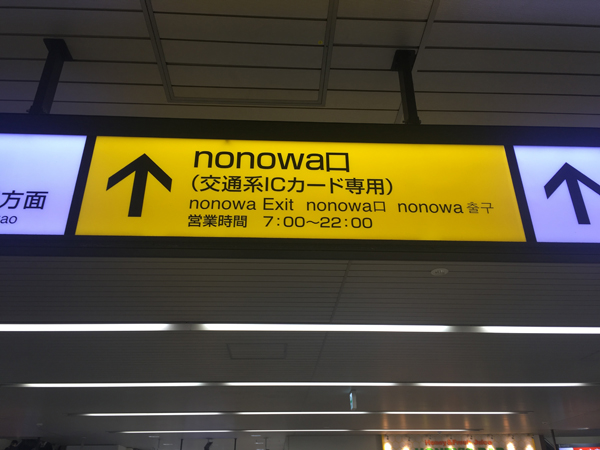 nonowa口
(交通系ICカード専用)
nonowa Exit nonowa口 nonowa 출구
営業時間 7:00~22:00
方面